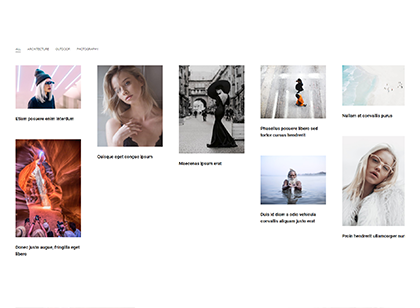 ALL ARCHITECTURE OUTDOOR PHOTOGRAPHY
Etiam posuere enim interdum
Quisque eget congue ipsum
Maecenas ipsum erat
Phasellus posuere libero sed
tortor cursus hendrerit
Nullam at convallis purus
Donec justo augue, fringilla eget
libero
Duis id diam a odio vehicula
convallis aliquam justo erat
Proin hendrerit ullamcorper our